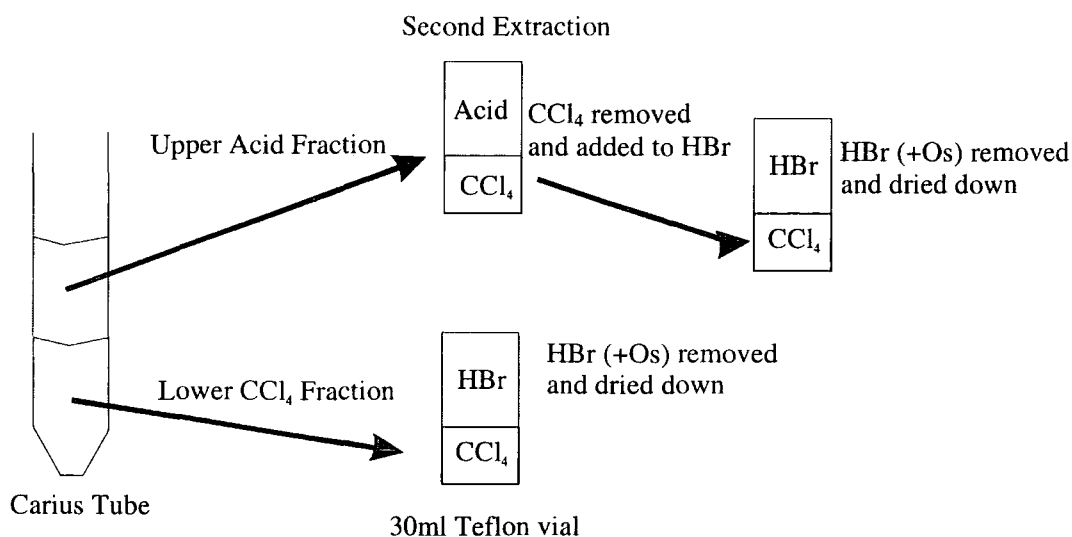 Second Extraction
Acid
CCl₄
CCl₄ removed
and added to HBr
Upper Acid Fraction
HBr
CCl₄
HBr (+Os) removed
and dried down
HBr
CCl₄
HBr (+Os) removed
and dried down
Lower CCl₄ Fraction
Carius Tube
30ml Teflon vial